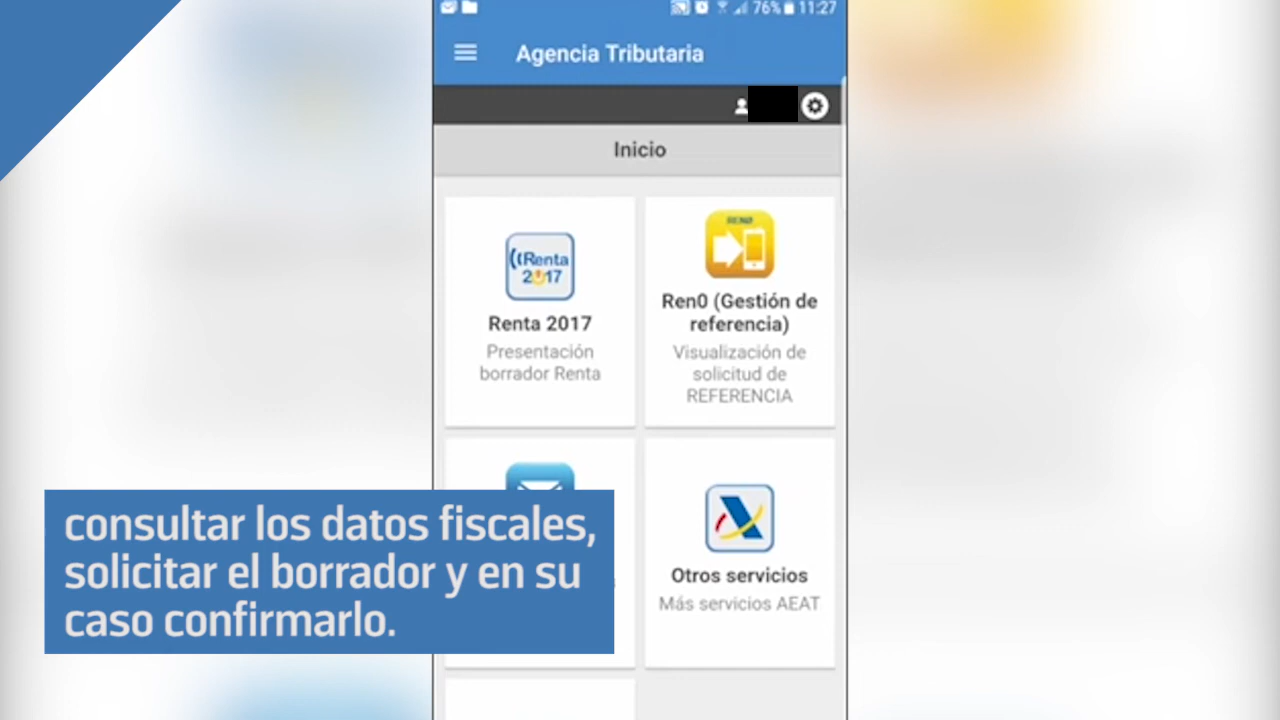 76% 11:27
Agencia Tributaria
Inicio
Renta
2017
Renta 2017
Presentación
borrador Renta
REN0
Ren0 (Gestión de
referencia)
Visualización de
solicitud de
REFERENCIA
Otros servicios
Más servicios AEAT
consultar los datos fiscales,
solicitar el borrador y en su
caso confirmarlo.